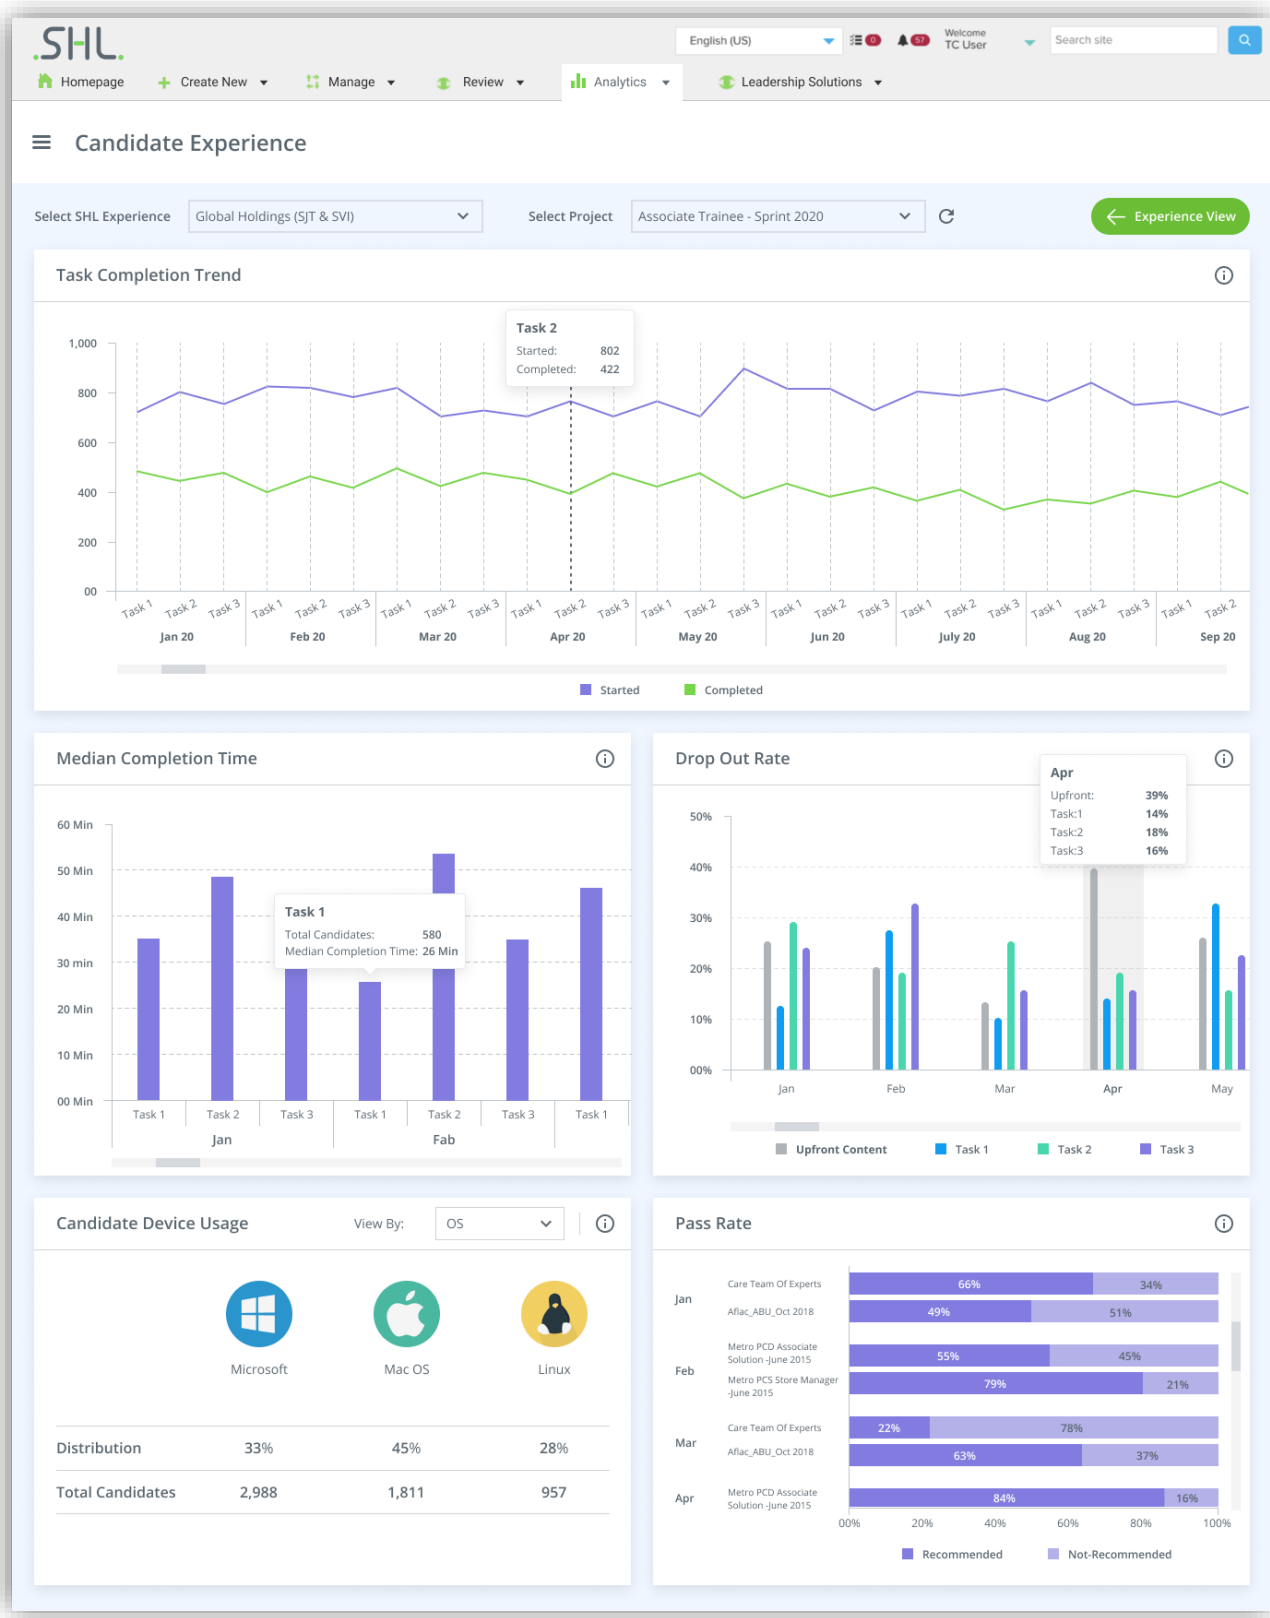 .SHL.
English (US)
0
57
Welcome
TC User
Search site
Homepage
Create New
Manage
Review
Analytics
Leadership Solutions
Candidate Experience
Select SHL Experience
Global Holdings (SJT & SVI)
Select Project
Associate Trainee - Sprint 2020
Experience View
Task Completion Trend
Task 2
Started: 802
Completed: 422
1,000
800
600
400
200
00
Task 1 Task 2 Task 3 Task 1 Task 2 Task 3 Task 1 Task 2 Task 3 Task 1 Task 2 Task 3 Task 1 Task 2 Task 3 Task 1 Task 2 Task 3 Task 1 Task 2 Task 3 Task 1 Task 2 Task 3 Task 1 Task 2
Jan 20 Feb 20 Mar 20 Apr 20 May 20 Jun 20 July 20 Aug 20 Sep 20
Started Completed
Median Completion Time
60 Min
50 Min
40 Min
30 min
20 Min
10 Min
00 Min
Task 1
Total Candidates: 580
Median Completion Time: 26 Min
Task 1 Task 2 Task 3 Task 1 Task 2 Task 3 Task 1
Jan Fab
Drop Out Rate
Apr
Upfront: 39%
Task:1 14%
Task:2 18%
Task:3 16%
50%
40%
30%
20%
10%
00%
Jan Feb Mar Apr May
Upfront Content Task 1 Task 2 Task 3
Candidate Device Usage
View By:
OS
Microsoft Mac OS Linux
Distribution 33% 45% 28%
Total Candidates 2,988 1,811 957
Pass Rate
Jan
Care Team Of Experts 66% 34%
Aflac_ABU_Oct 2018 49% 51%
Feb
Metro PCD Associate
Solution -June 2015
55% 45%
Metro PCS Store Manager
-June 2015
79% 21%
Mar
Care Team Of Experts 22% 78%
Aflac_ABU_Oct 2018 63% 37%
Apr
Metro PCD Associate
Solution -June 2015
84% 16%
00% 20% 40% 60% 80% 100%
Recommended Not-Recommended